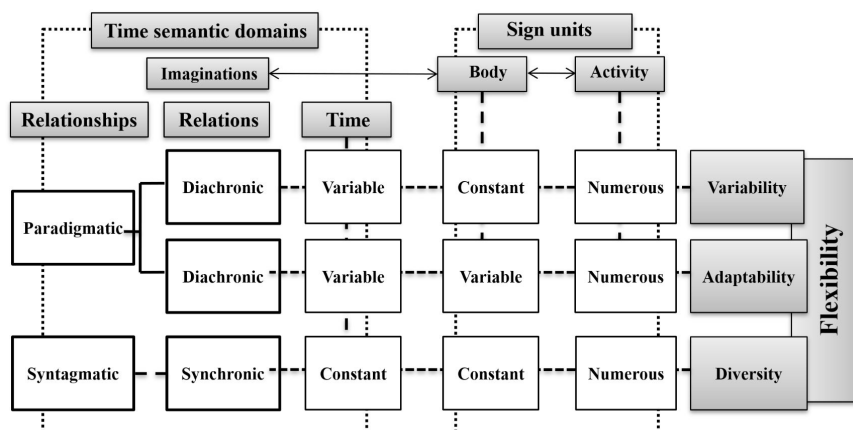 Time semantic domains
Sign units
Imaginations
Body
Activity
Relationships
Relations
Time
Diachronic
Variable
Constant
Numerous
Variability
Paradigmatic
Diachronic
Variable
Variable
Numerous
Adaptability
Flexibility
Syntagmatic
Synchronic
Constant
Constant
Numerous
Diversity